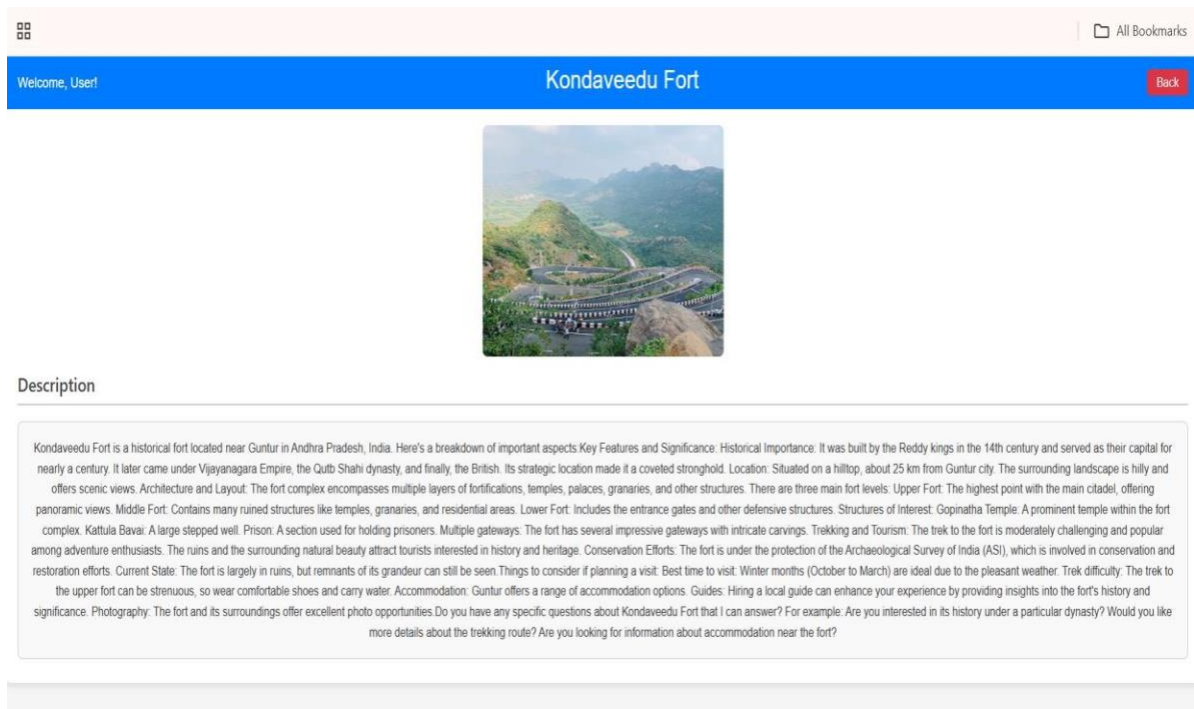 All Bookmarks
Welcome, User!
Kondaveedu Fort
Back
Description
Kondaveedu Fort is a historical fort located near Guntur in Andhra Pradesh, India. Here's a breakdown of important aspects:Key Features and Significance: Historical Importance: It was built by the Reddy kings in the 14th century and served as their capital for
nearly a century. It later came under Vijayanagara Empire, the Qutb Shahi dynasty, and finally, the British. Its strategic location made it a coveted stronghold. Location: Situated on a hilltop, about 25 km from Guntur city. The surrounding landscape is hilly and
offers scenic views. Architecture and Layout: The fort complex encompasses multiple layers of fortifications, temples, palaces, granaries, and other structures. There are three main fort levels: Upper Fort: The highest point with the main citadel, offering
panoramic views. Middle Fort: Contains many ruined structures like temples, granaries, and residential areas. Lower Fort: Includes the entrance gates and other defensive structures. Structures of Interest: Gopinatha Temple: A prominent temple within the fort
complex. Kattula Bavai: A large stepped well. Prison: A section used for holding prisoners. Multiple gateways: The fort has several impressive gateways with intricate carvings. Trekking and Tourism: The trek to the fort is moderately challenging and popular
among adventure enthusiasts. The ruins and the surrounding natural beauty attract tourists interested in history and heritage. Conservation Efforts: The fort is under the protection of the Archaeological Survey of India (ASI), which is involved in conservation and
restoration efforts. Current State: The fort is largely in ruins, but remnants of its grandeur can still be seen.Things to consider if planning a visit: Best time to visit: Winter months (October to March) are ideal due to the pleasant weather. Trek difficulty: The trek to
the upper fort can be strenuous, so wear comfortable shoes and carry water. Accommodation: Guntur offers a range of accommodation options. Guides: Hiring a local guide can enhance your experience by providing insights into the fort's history and
significance. Photography: The fort and its surroundings offer excellent photo opportunities.Do you have any specific questions about Kondaveedu Fort that I can answer? For example: Are you interested in its history under a particular dynasty? Would you like
more details about the trekking route? Are you looking for information about accommodation near the fort?